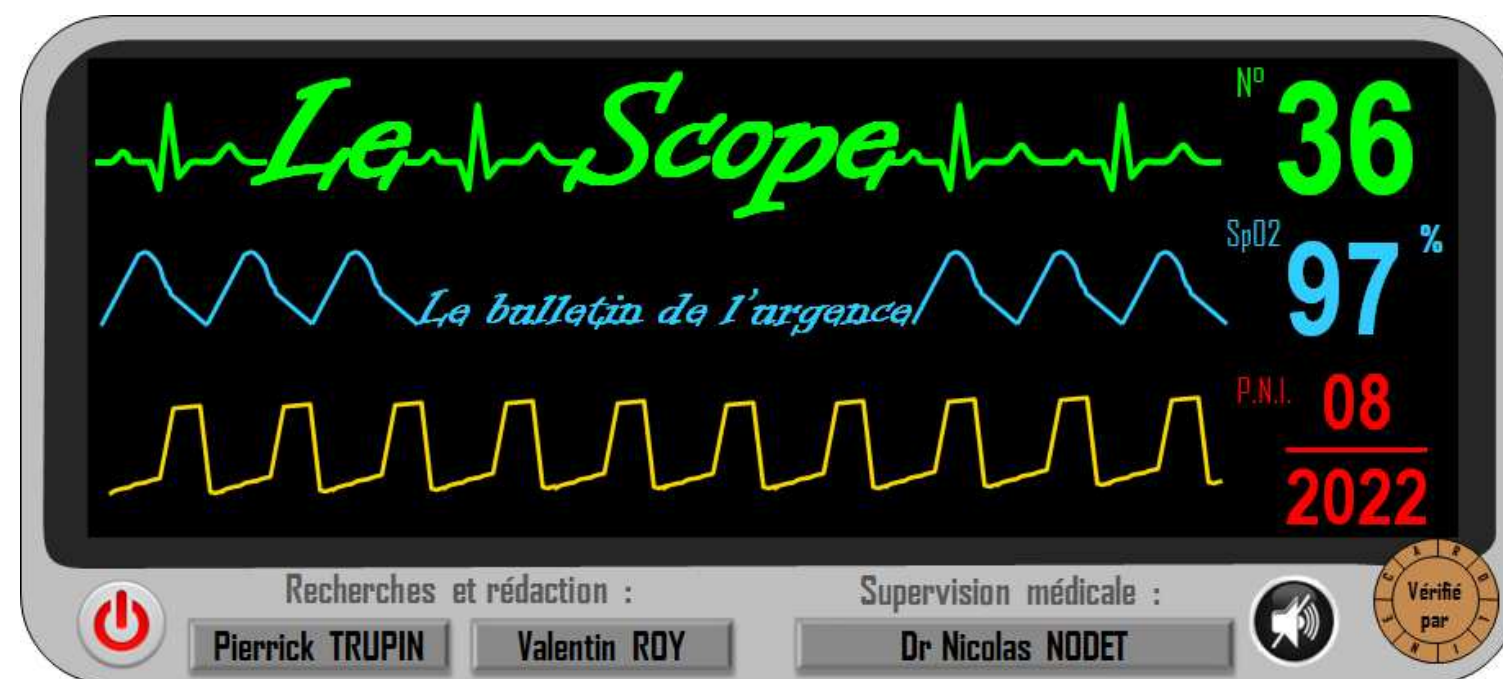 Le Scope
N° 36
SpO2 97 %
Le bulletin de l'urgence
P.N.I. 08
2022
Recherches et rédaction :
Supervision médicale :
Pierrick TRUPIN
Valentin ROY
Dr Nicolas NODET
Vérifié
par